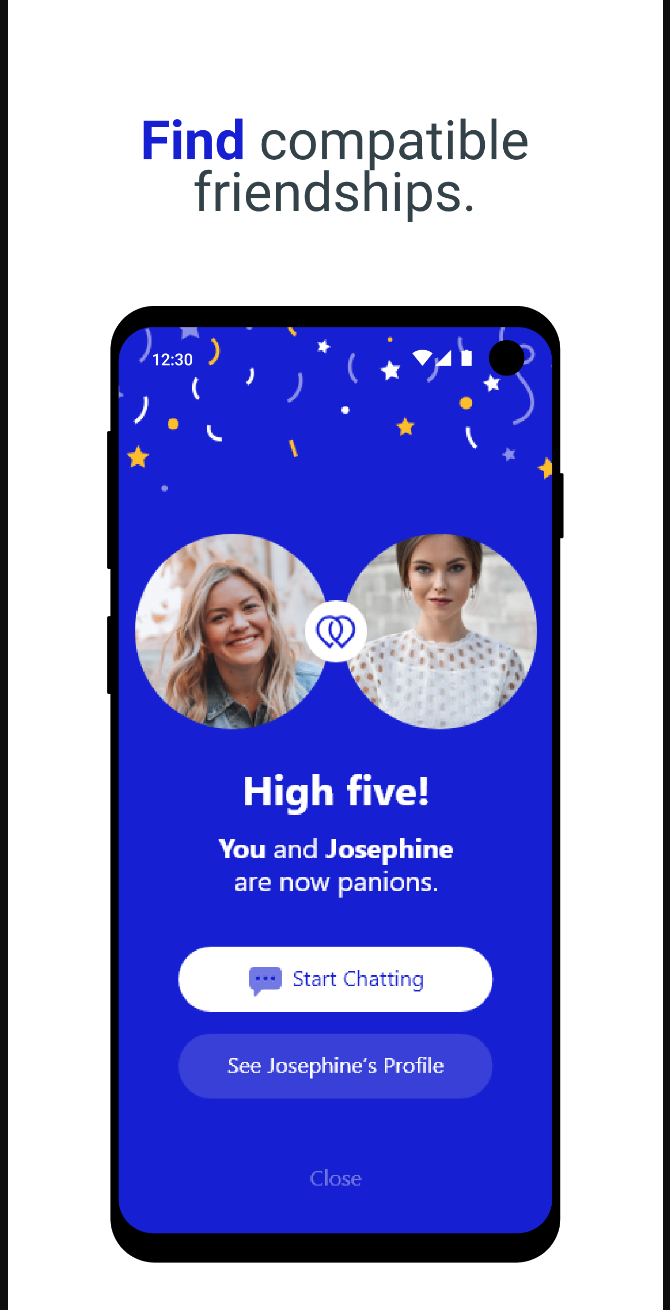 Find compatible
friendships.
12:30
High five!
You and Josephine
are now panions.
Start Chatting
See Josephine's Profile
Close